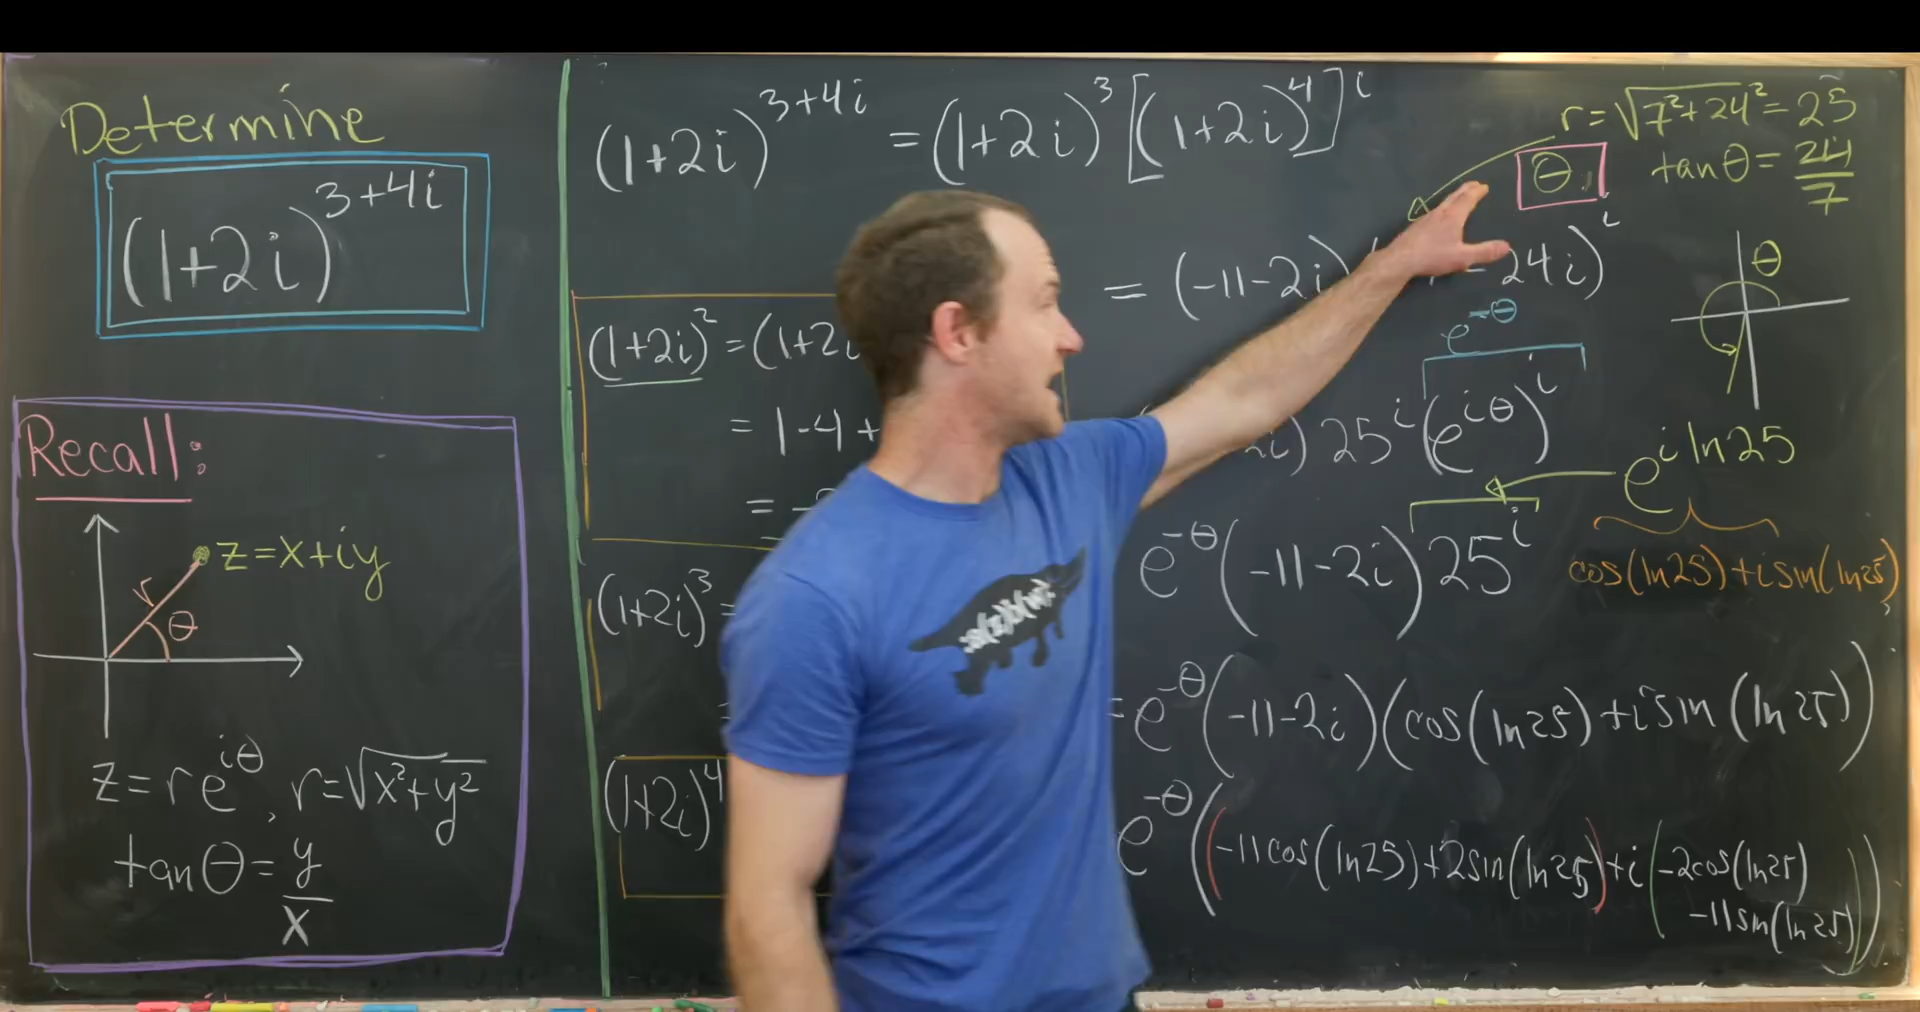 Determine
(1+2i)^{3+4i}
Recall:
z=x+iy
r
θ
z=re^{iθ}, r=√(x²+y²)
tanθ=y/x
(1+2i)^{3+4i} =(1+2i)^3[(1+2i)^4]^i
r=√(7²+24²)=25
θ
tanθ=24/7
=(-11-2i)
-24i)^i
θ
(1+2i)²=(1+2i
e^{-θ}
=1-4+
2i)25^i(e^{iθ})^i
e^{i ln25}
=
cos(ln25)+isin(ln25)
e^{-θ}(-11-2i)25^i
(1+2i)³=
=e^{-θ}(-11-2i)(cos(ln25)+isin(ln25))
(1+2i)^4
e^{-θ}((-11cos(ln25)+2sin(ln25))+i(-2cos(ln25)
-11sin(ln25)))